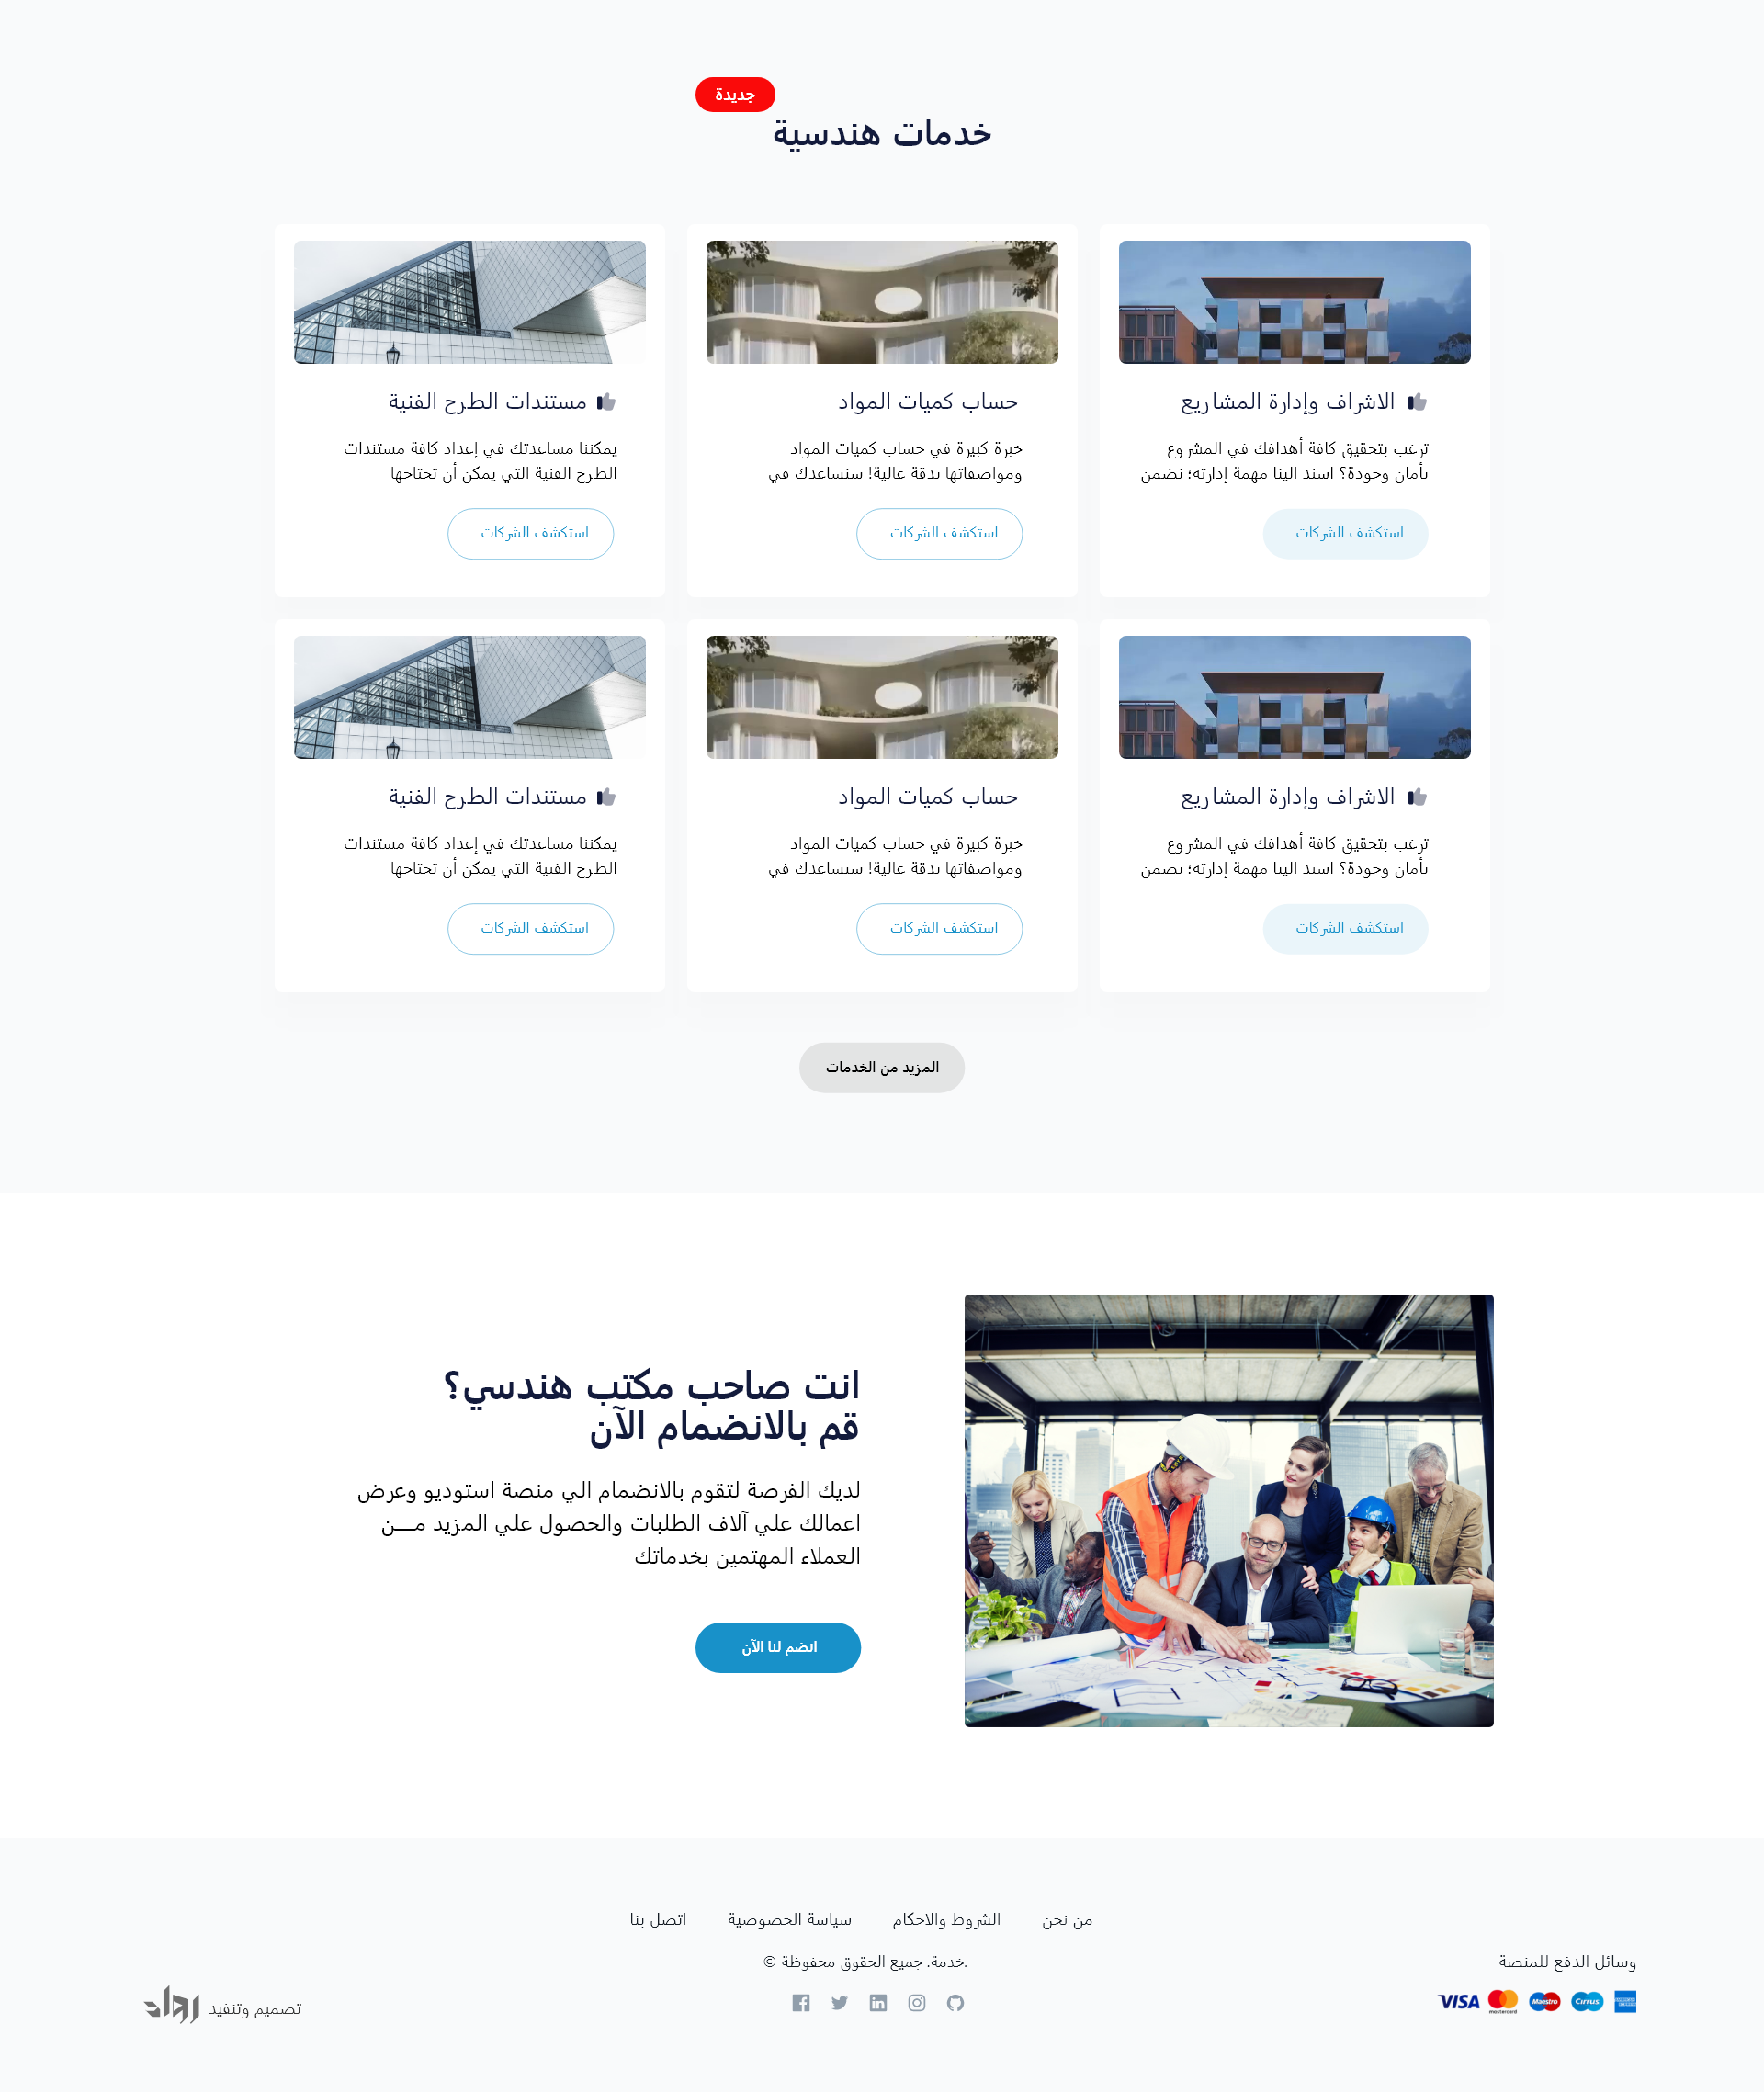 جديدة
خدمات هندسية
الاشراف وإدارة المشاريع
ترغب بتحقيق كافة أهدافك في المشروع
بأمان وجودة؟ اسند الينا مهمة إدارته؛ نضمن
استكشف الشركات
حساب كميات المواد
خبرة كبيرة في حساب كميات المواد
ومواصفاتها بدقة عالية! سنساعدك في
استكشف الشركات
مستندات الطرح الفنية
يمكننا مساعدتك في إعداد كافة مستندات
الطرح الفنية التي يمكن أن تحتاجها
استكشف الشركات
الاشراف وإدارة المشاريع
ترغب بتحقيق كافة أهدافك في المشروع
بأمان وجودة؟ اسند الينا مهمة إدارته؛ نضمن
استكشف الشركات
حساب كميات المواد
خبرة كبيرة في حساب كميات المواد
ومواصفاتها بدقة عالية! سنساعدك في
استكشف الشركات
مستندات الطرح الفنية
يمكننا مساعدتك في إعداد كافة مستندات
الطرح الفنية التي يمكن أن تحتاجها
استكشف الشركات
المزيد من الخدمات
انت صاحب مكتب هندسي؟
قم بالانضمام الآن
لديك الفرصة لتقوم بالانضمام الي منصة استوديو وعرض
اعمالك علي آلاف الطلبات والحصول علي المزيد مـــن
العملاء المهتمين بخدماتك
انضم لنا الآن
من نحن
الشروط والاحكام
سياسة الخصوصية
اتصل بنا
© خدمة. جميع الحقوق محفوظة.
وسائل الدفع للمنصة
VISA
mastercard
Maestro
Cirrus
تصميم وتنفيد
رواد